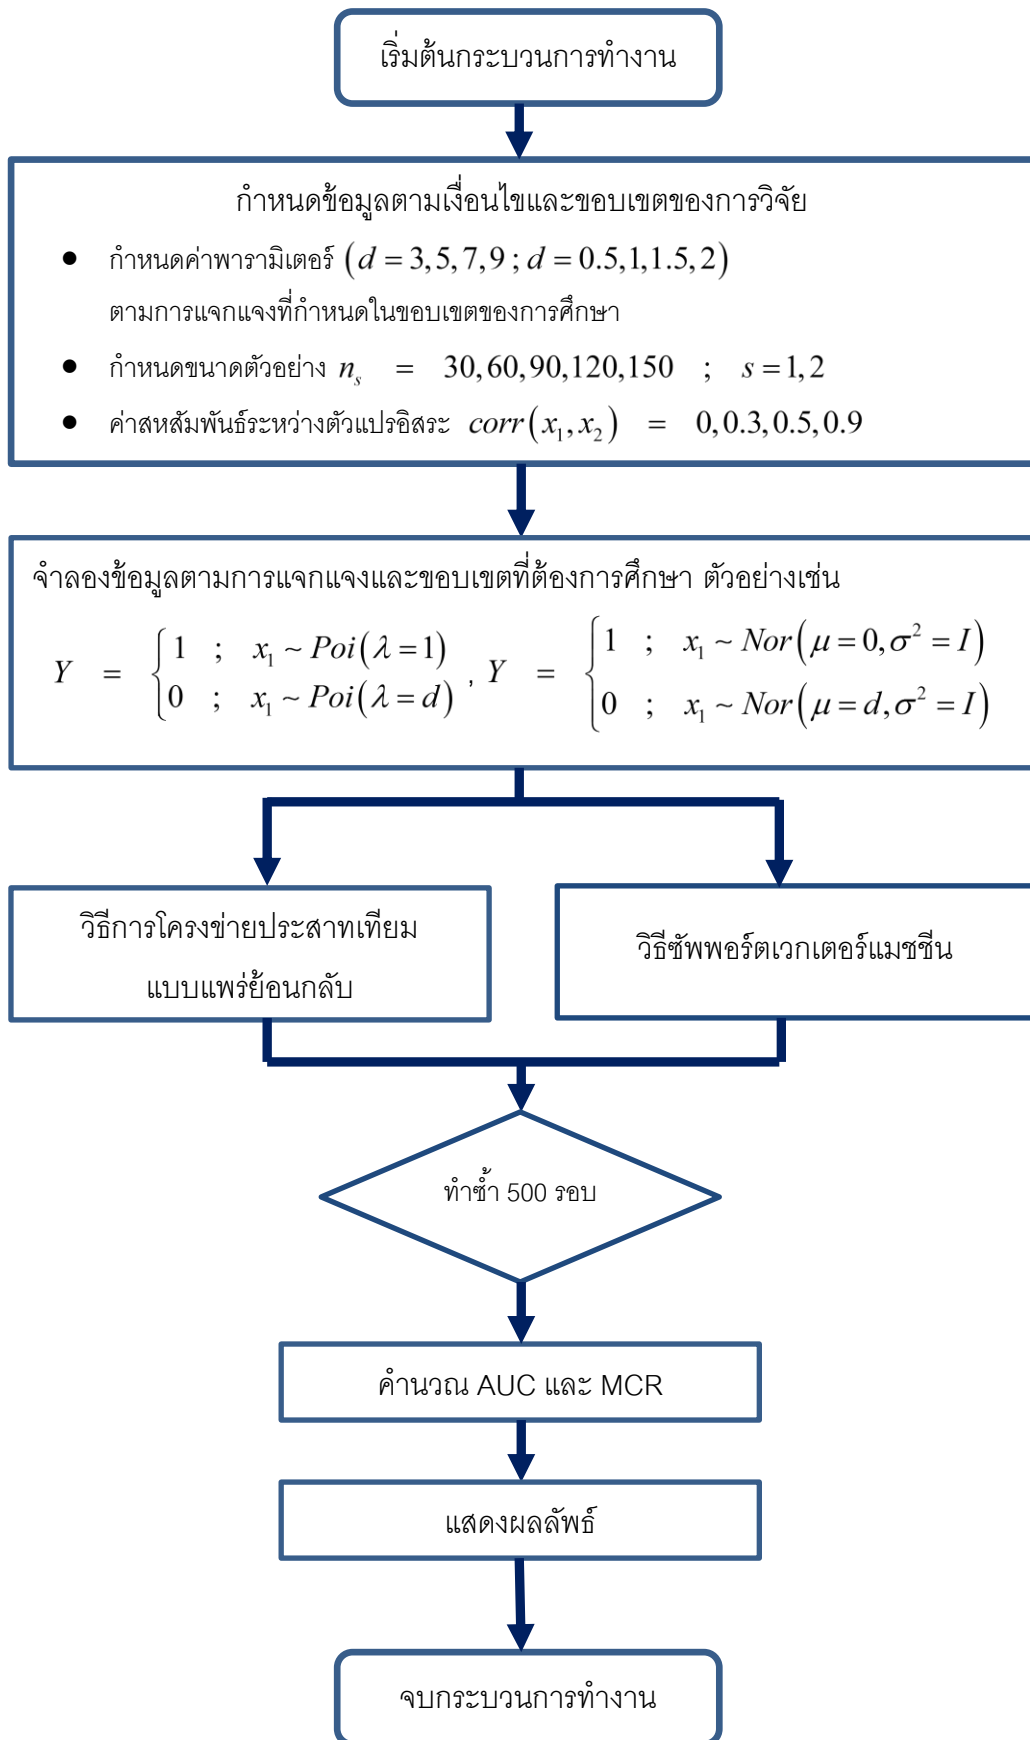 เริ่มต้นกระบวนการทำงาน
กำหนดข้อมูลตามเงื่อนไขและขอบเขตของการวิจัย
● กำหนดค่าพารามิเตอร์ (d = 3,5,7,9 ; d = 0.5,1,1.5,2)
ตามการแจกแจงที่กำหนดในขอบเขตของการศึกษา
● กำหนดขนาดตัวอย่าง nₛ = 30,60,90,120,150 ; s = 1,2
● ค่าสหสัมพันธ์ระหว่างตัวแปรอิสระ corr(x₁,x₂) = 0,0.3,0.5,0.9
จำลองข้อมูลตามการแจกแจงและขอบเขตที่ต้องการศึกษา ตัวอย่างเช่น
Y = {1 ; x₁ ~ Poi(λ = 1)
0 ; x₁ ~ Poi(λ = d)
, Y = {1 ; x₁ ~ Nor(μ = 0,σ² = I)
0 ; x₁ ~ Nor(μ = d,σ² = I)
วิธีการโครงข่ายประสาทเทียม
แบบแพร่ย้อนกลับ
วิธีซัพพอร์ตเวกเตอร์แมชชีน
ทำซ้ำ 500 รอบ
คำนวณ AUC และ MCR
แสดงผลลัพธ์
จบกระบวนการทำงาน